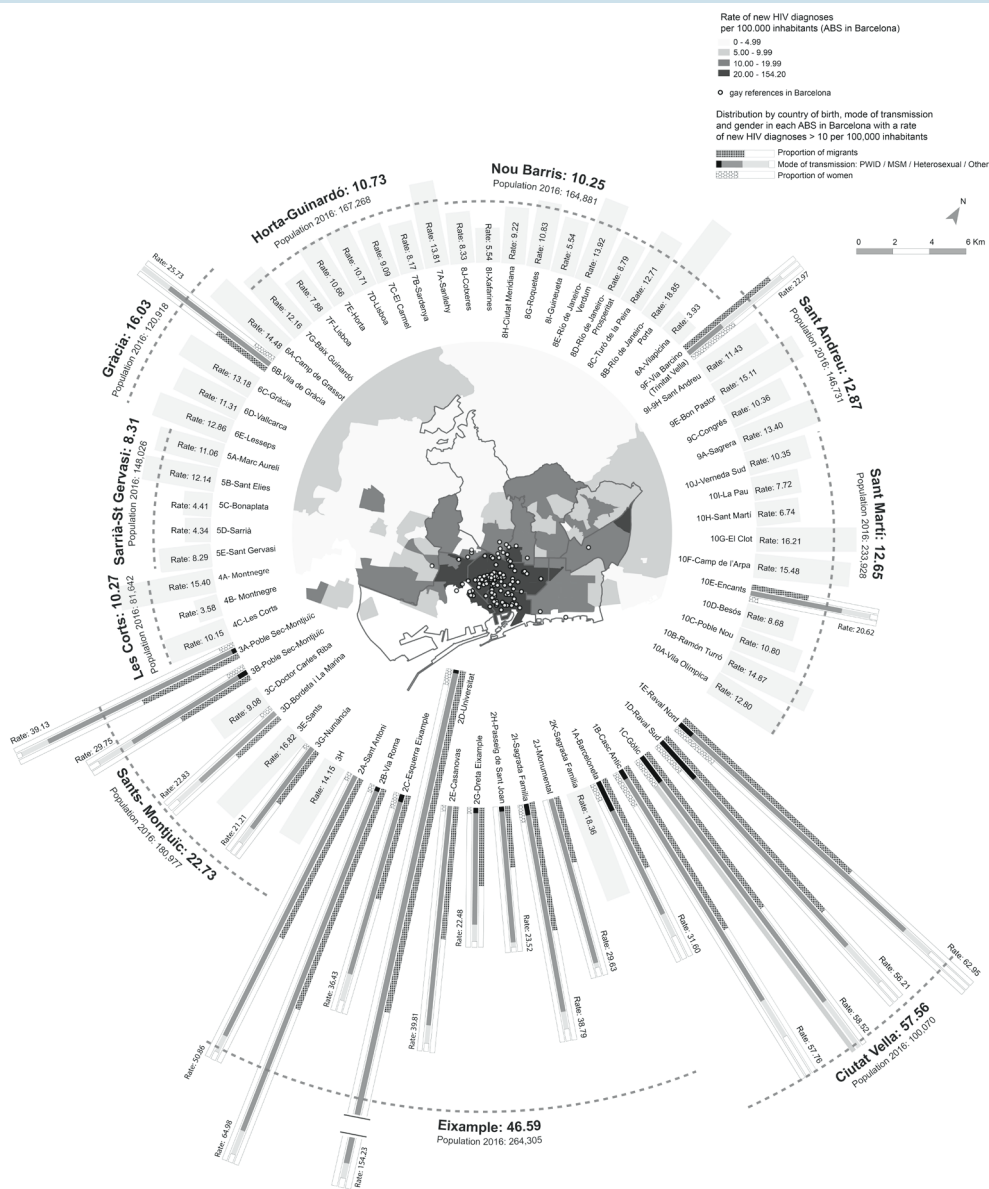 Rate of new HIV diagnoses
per 100.000 inhabitants (ABS in Barcelona)
0 - 4.99
5.00 - 9.99
10.00 - 19.99
20.00 - 154.20
gay references in Barcelona
Distribution by country of birth, mode of transmission
and gender in each ABS in Barcelona with a rate
of new HIV diagnoses > 10 per 100,000 inhabitants
Proportion of migrants
Mode of transmission: PWID / MSM / Heterosexual / Other
Proportion of women
N
0 2 4 6 Km
Nou Barris: 10.25
Population 2016: 164,881
Rate: 8.33
8J-Cotxeres
Rate: 5.54
8I-Xafarines
Rate: 9.22
8H-Ciutat Meridiana
Rate: 10.83
8G-Roquetes
Rate: 5.54
8I-Guineueta
Rate: 13.92
8E-Río de Janeiro-
Verdum
Rate: 8.79
8D-Río de Janeiro-
Prosperitat
Rate: 12.71
8C-Turó de la Peira
Rate: 18.85
8B-Río de Janeiro-
Porta
Rate: 3.93
8A-Vilapicina
Sant Andreu: 12.87
Population 2016: 146,731
Rate: 22.97
9F-Via Barcino
(Trinitat Vella)
Rate: 11.43
9I-9H Sant Andreu
Rate: 15.11
9E-Bon Pastor
Rate: 10.36
9C-Congrés
Rate: 13.40
9A-Sagrera
Sant Martí: 12.65
Population 2016: 233,928
10J-Verneda Sud
Rate: 10.35
10I-La Pau
Rate: 7.72
10H-Sant Martí
Rate: 6.74
10G-El Clot
Rate: 16.21
10F-Camp de l'Arpa
Rate: 15.48
10E-Encants
Rate: 20.62
10D-Besós
Rate: 8.68
10C-Poble Nou
Rate: 10.80
10B-Ramón Turró
Rate: 14.87
10A-Vila Olimpica
Rate: 12.80
Ciutat Vella: 57.56
Population 2016: 100,070
1E-Raval Nord
Rate: 62.95
1D-Raval Sud
Rate: 56.21
1C-Gòtic
Rate: 58.52
1B-Casc Antic
Rate: 57.76
1A-Barceloneta
Rate: 31.60
Eixample: 46.59
Population 2016: 264,305
2K-Sagrada Familia
Rate: 18.36
2J-Monumental
Rate: 29.63
2I-Sagrada Familia
Rate: 38.79
2H-Passeig de Sant Joan
Rate: 23.52
2G-Dreta Eixample
Rate: 22.48
2E-Casanovas
Rate: 39.81
2D-Universitat
Rate: 154.23
2C-Esquerra Eixample
Rate: 36.43
2B-Via Roma
Rate: 64.98
2A-Sant Antoni
Rate: 50.86
Sants- Montjuïc: 22.73
Population 2016: 180,977
3H
Rate: 14.15
3G-Numància
Rate: 21.21
3E-Sants
Rate: 16.82
3D-Bordeta i La Marina
Rate: 22.83
3C-Doctor Carles Riba
Rate: 9.08
3B-Poble Sec-Montjuïc
Rate: 29.75
3A-Poble Sec-Montjuïc
Rate: 39.13
Les Corts: 10.27
Population 2016: 81,642
4C-Les Corts
Rate: 10.15
4B- Montnegre
Rate: 3.58
4A- Montnegre
Rate: 15.40
Sarrià-St Gervasi: 8.31
Population 2016: 148,026
5E-Sant Gervasi
Rate: 8.29
5D-Sarrià
Rate: 4.34
5C-Bonaplata
Rate: 4.41
5B-Sant Elies
Rate: 12.14
5A-Marc Aureli
Rate: 11.06
Gràcia: 16.03
Population 2016: 120,918
6E-Lesseps
Rate: 12.86
6D-Vallcarca
Rate: 11.31
6C-Gràcia
Rate: 13.18
6B-Vila de Gràcia
Rate: 25.73
6A-Camp de Grassot
Rate: 14.48
Horta-Guinardó: 10.73
Population 2016: 167,268
7G-Baix Guinardó
Rate: 12.16
7F-Lisboa
Rate: 7.58
7E-Horta
Rate: 10.66
7D-Lisboa
Rate: 10.71
7C-El Carmel
Rate: 9.09
7B-Sardenya
Rate: 8.17
7A-Sanllehy
Rate: 13.81